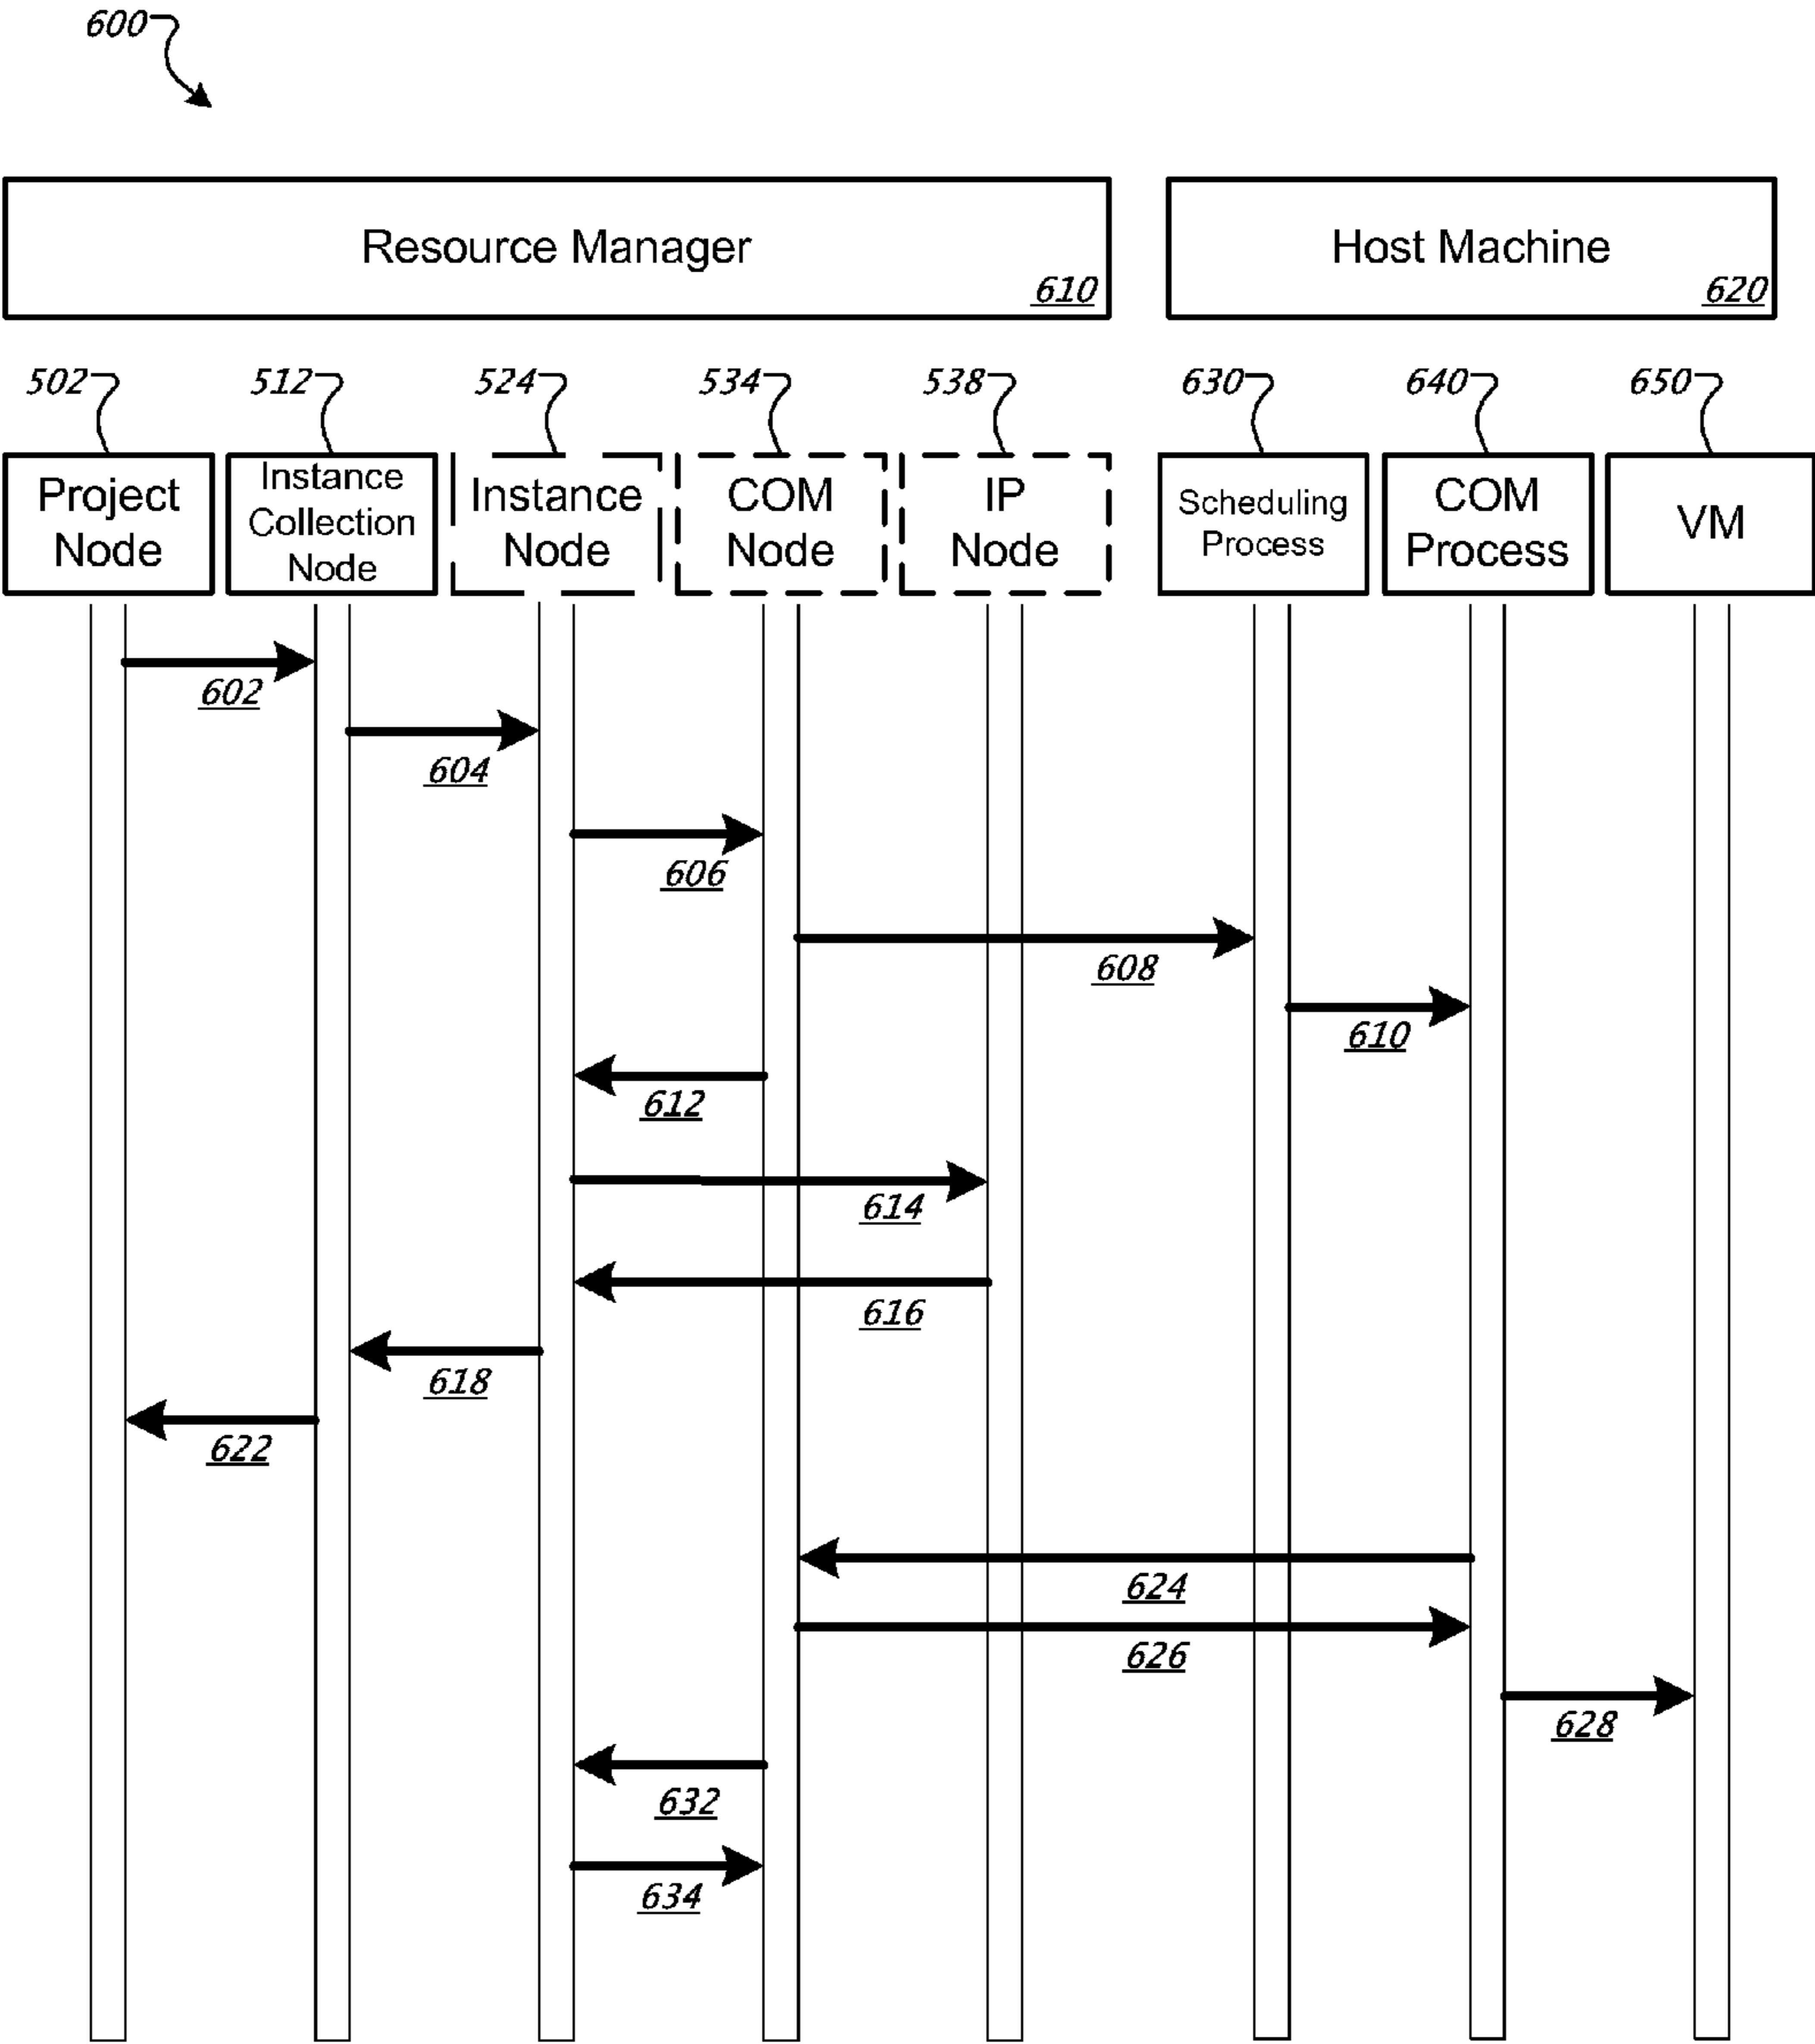 600
Resource Manager
610
Host Machine
620
502
512
524
534
538
630
640
650
Project
Node
Instance
Collection
Node
Instance
Node
COM
Node
IP
Node
Scheduling
Process
COM
Process
VM
602
604
606
608
610
612
614
616
618
622
624
626
628
632
634